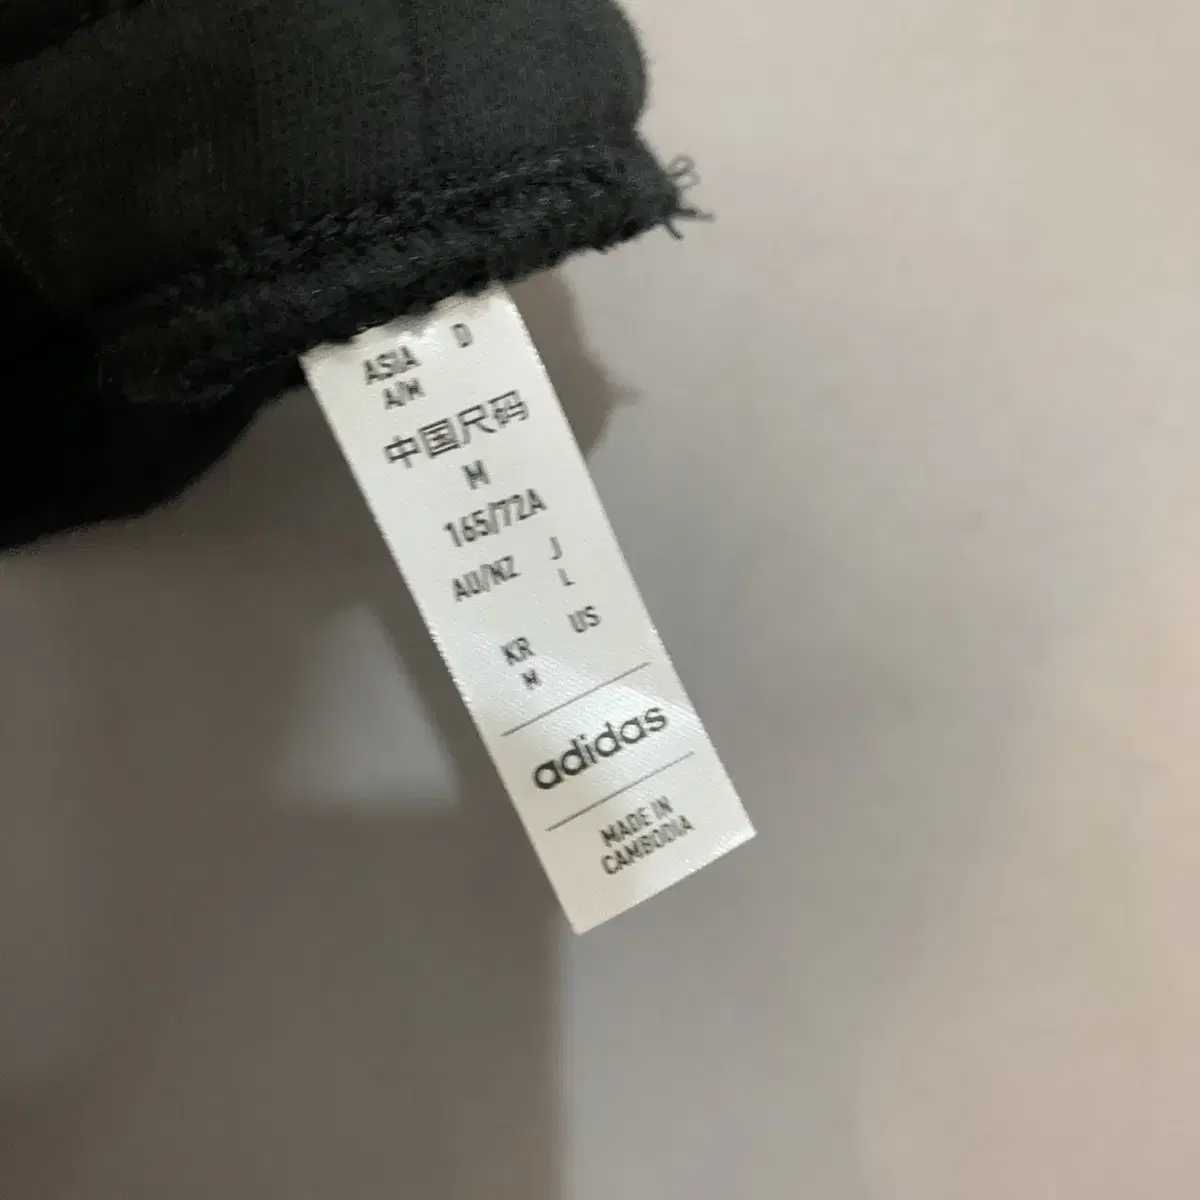 ASIA D
A/M
中国尺码
M
165/72A
AU/NZ J
L
KR US
M
adidas
MADE IN
CAMBODIA